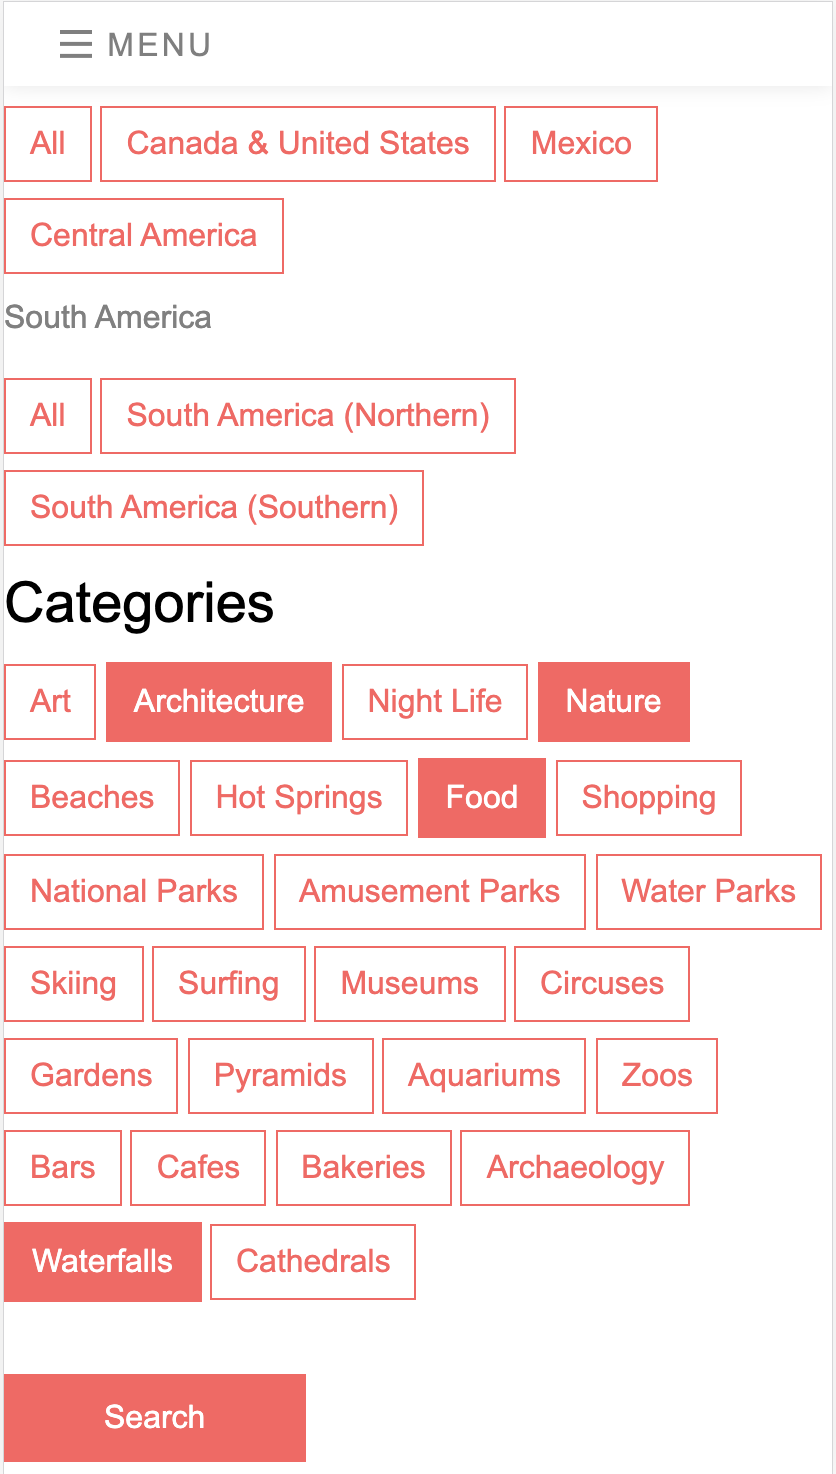 MENU
All Canada & United States Mexico
Central America
South America
All South America (Northern)
South America (Southern)
Categories
Art Architecture Night Life Nature
Beaches Hot Springs Food Shopping
National Parks Amusement Parks Water Parks
Skiing Surfing Museums Circuses
Gardens Pyramids Aquariums Zoos
Bars Cafes Bakeries Archaeology
Waterfalls Cathedrals
Search